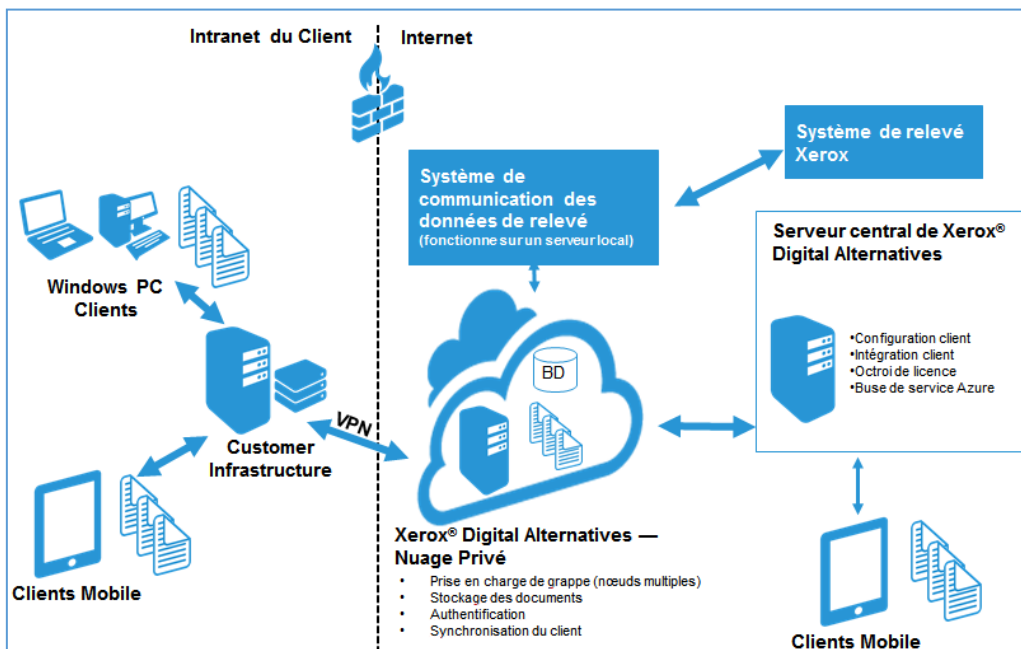 Intranet du Client
Internet
Système de relevé
Xerox
Système de
communication des
données de relevé
(fonctionne sur un serveur local)
Serveur central de Xerox®
Digital Alternatives
•Configuration client
•Intégration client
•Octroi de licence
•Buse de service Azure
Windows PC
Clients
BD
VPN
Customer
Infrastructure
Xerox® Digital Alternatives —
Nuage Privé
• Prise en charge de grappe (nœuds multiples)
• Stockage des documents
• Authentification
• Synchronisation du client
Clients Mobile
Clients Mobile